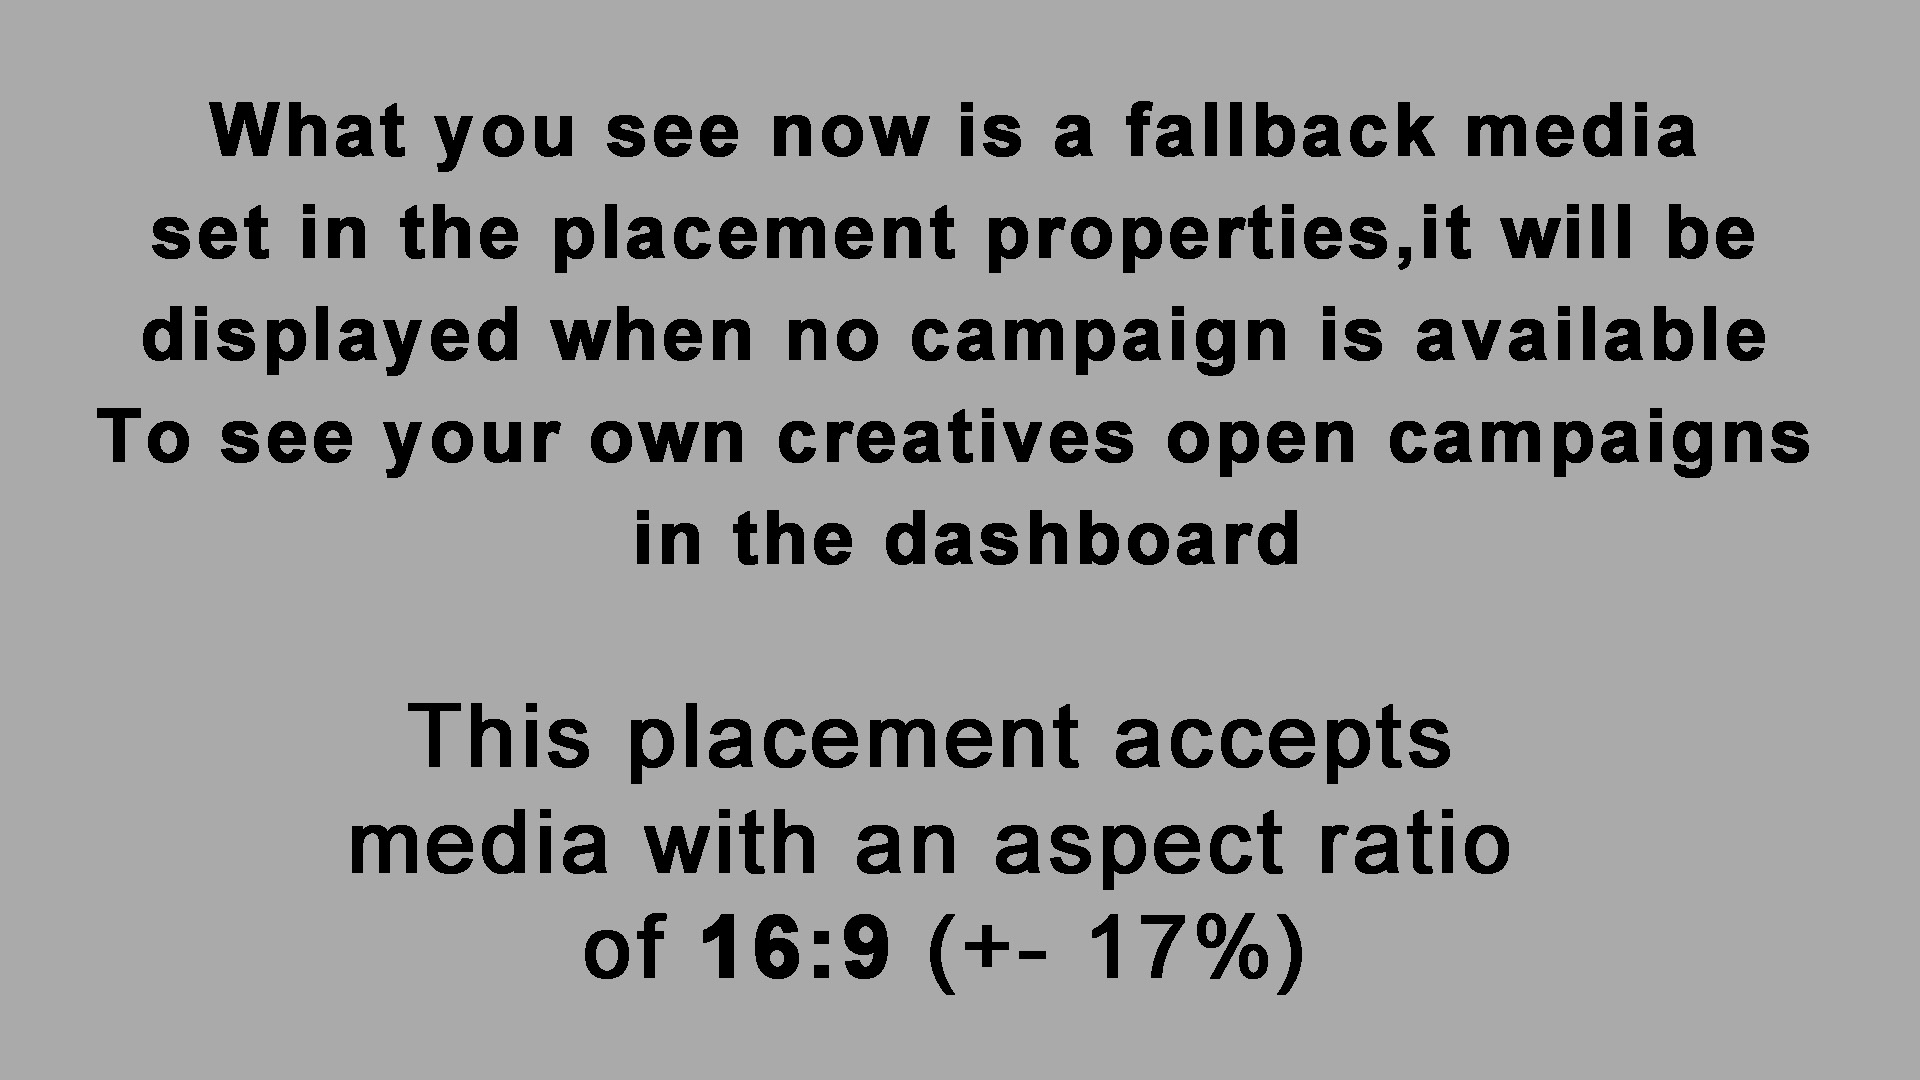 What you see now is a fallback media
set in the placement properties,it will be
displayed when no campaign is available
To see your own creatives open campaigns
in the dashboard
This placement accepts
media with an aspect ratio
of 16:9 (+- 17%)